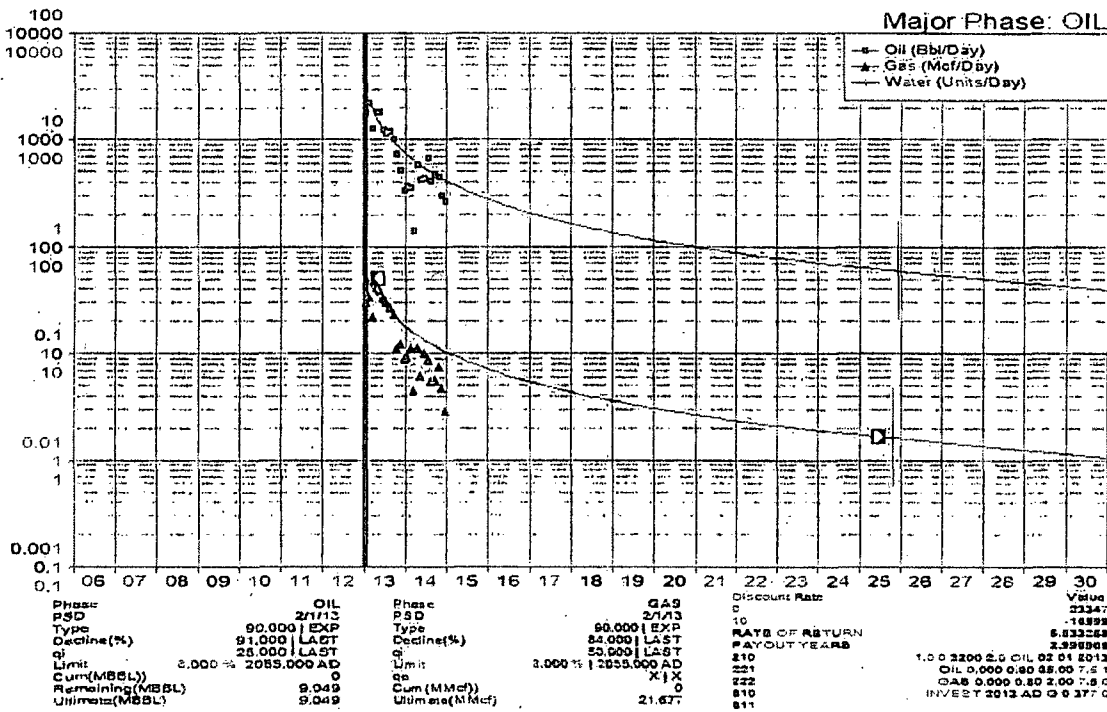 Major Phase: OIL
Oil (Bbl/Day)
Gas (Mcf/Day)
Water (Units/Day)
100
10000
10
1000
1000
1
100
100
0.1
10
10
0.01
1
1
0.001
0.1
0.1
06 07 08 09 10 11 12 13 14 15 16 17 18 19 20 21 22 23 24 25 26 27 28 29 30
Phase OIL
PSD 2/1/13
Type 90.000 | EXP
Decline(%) 91.000 | LAST
qi 28.000 | LAST
Limit 3.000 % 2055.000 AD
Cum(MBBL) 0
Remaining(MBBL) 9.049
Ultimate(MBBL) 9.049
Phase GAS
PSD 2/1/13
Type 90.000 | EXP
Decline(%) 84.000 | LAST
qi 50.000 | LAST
Limit 3.000 % | 2055.000 AD
X | X
Cum (MMcf) 0
Ultimate(MMcf) 21.677
Discount Rate Value
0 23347
10
RATE OF RETURN
PAYOUT YEARS
210
221
222
810
811